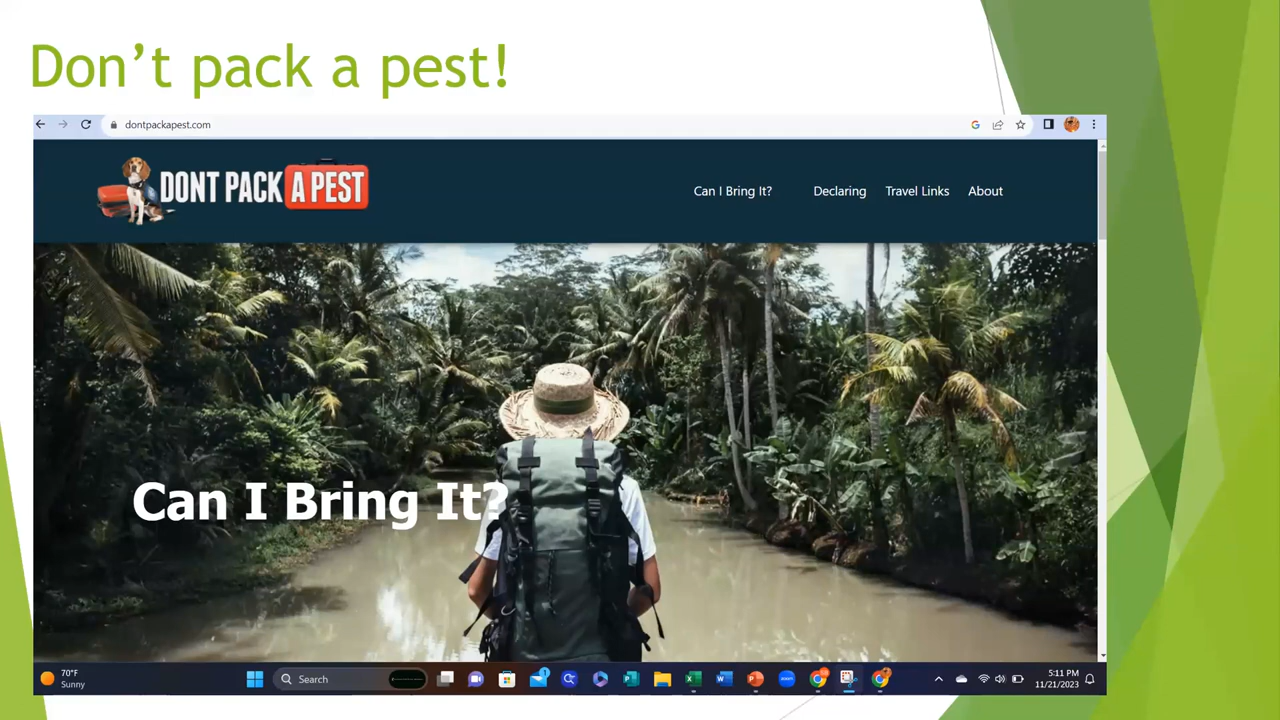 Don’t pack a pest!
dontpackapest.com
DONT PACK A PEST
Can I Bring It?
Declaring
Travel Links
About
Can I Bring It?
70°F
Sunny
Search
5:11 PM
11/21/2023